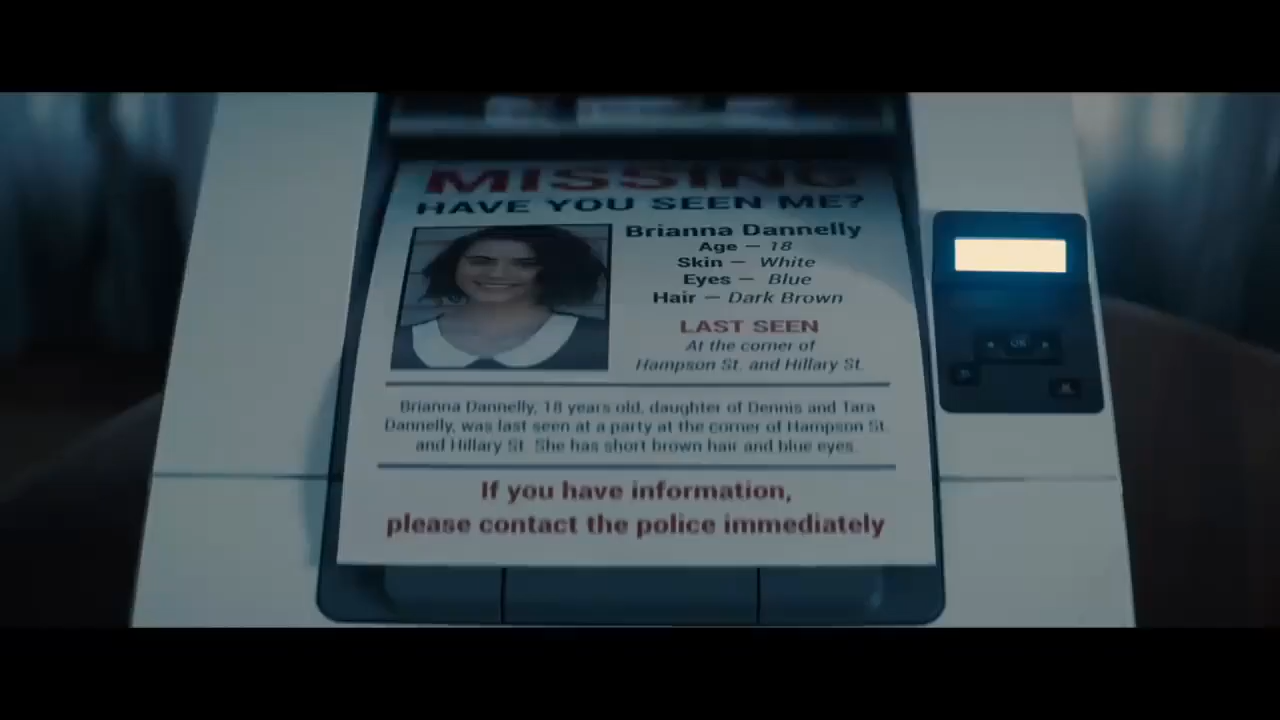 MISSING
HAVE YOU SEEN ME?
Brianna Dannelly
Age — 18
Skin — White
Eyes — Blue
Hair — Dark Brown
LAST SEEN
At the corner of
Hampson St. and Hillary St.
Brianna Dannelly, 18 years old, daughter of Dennis and Tara
Dannelly, was last seen at a party at the corner of Hampson St.
and Hillary St. She has short brown hair and blue eyes.
If you have information,
please contact the police immediately
OK